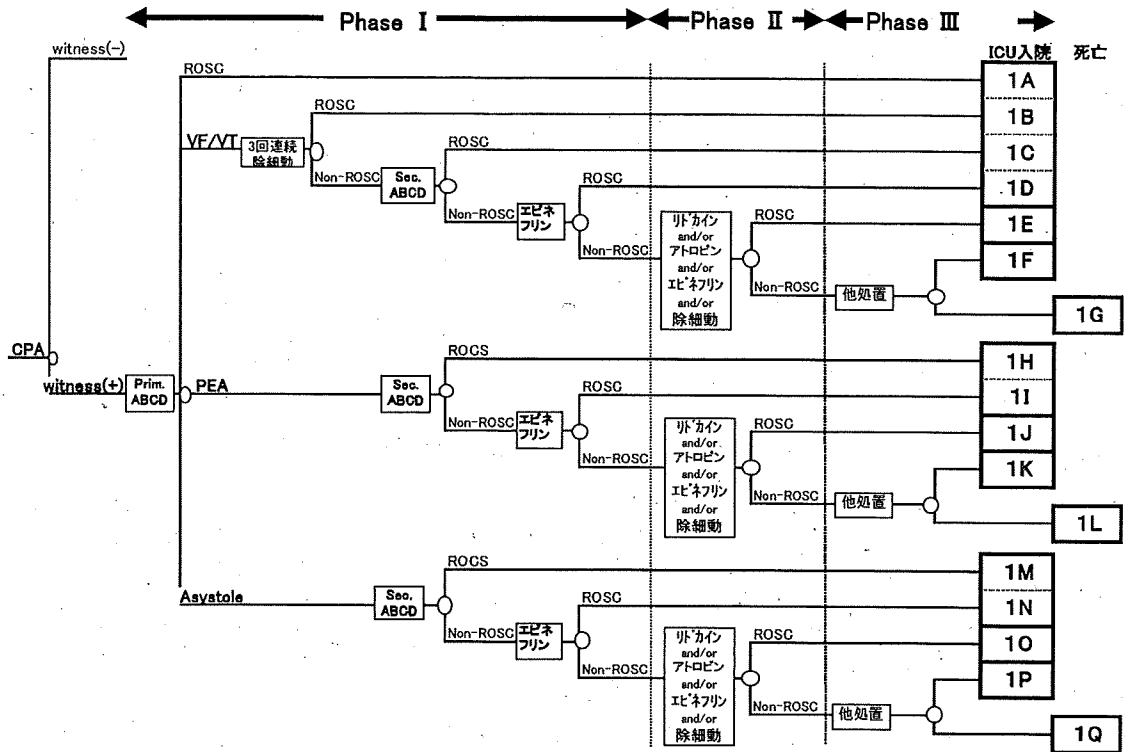 Phase Ⅰ
Phase Ⅱ
Phase Ⅲ
witness(-)
ICU入院
死亡
ROSC
1A
ROSC
1B
VF/VT
3回連続
除細動
ROSC
1C
Non-ROSC
Sec.
ABCD
ROSC
1D
Non-ROSC
エピネ
フリン
ROSC
1E
Non-ROSC
リドカイン
and/or
アトロピン
and/or
エピネフリン
and/or
除細動
1F
Non-ROSC
他処置
1G
CPA
witness(+)
Prim.
ABCD
PEA
Sec.
ABCD
ROCS
1H
ROSC
1I
Non-ROSC
エピネ
フリン
ROSC
1J
Non-ROSC
リドカイン
and/or
アトロピン
and/or
エピネフリン
and/or
除細動
1K
Non-ROSC
他処置
1L
Asystole
Sec.
ABCD
ROCS
1M
ROSC
1N
Non-ROSC
エピネ
フリン
ROSC
1O
Non-ROSC
リドカイン
and/or
アトロピン
and/or
エピネフリン
and/or
除細動
1P
Non-ROSC
他処置
1Q